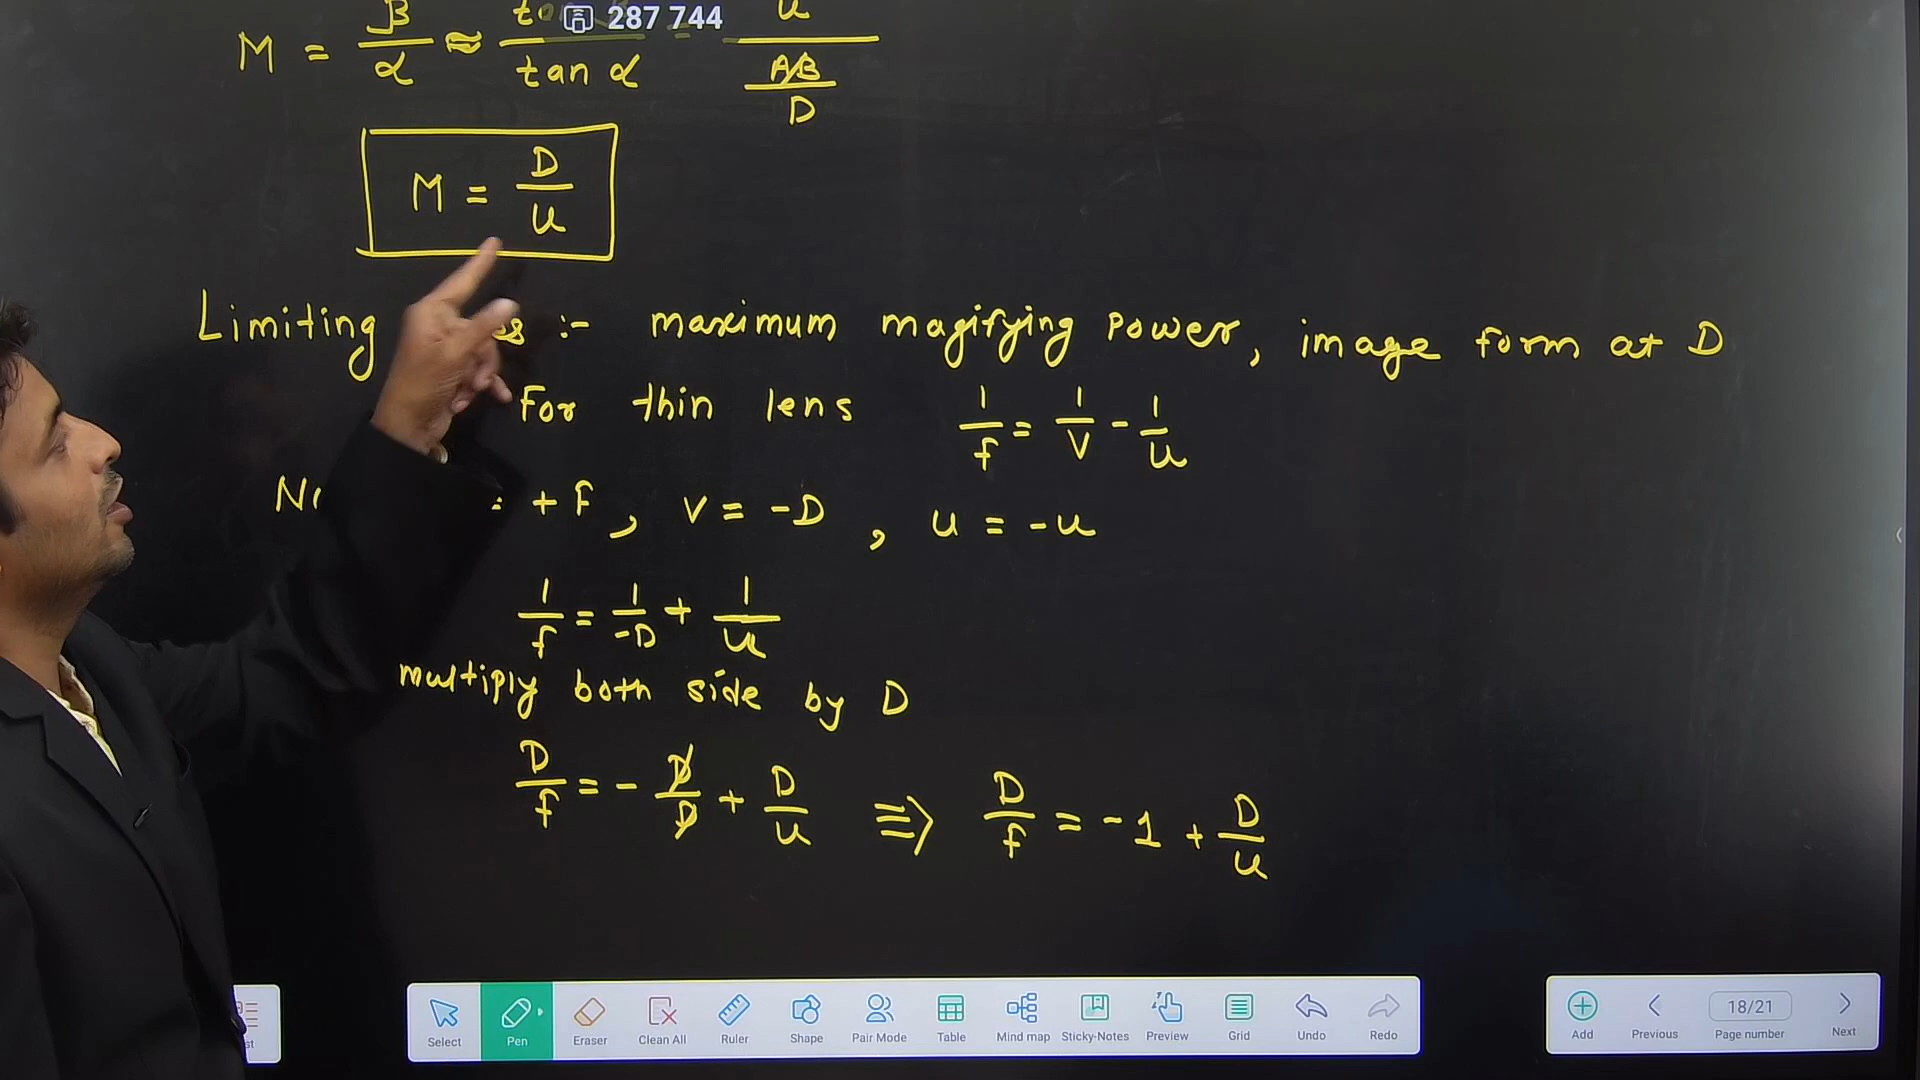 287 744
M = β/α ≈ /tan α = u/(AB/D)
M = D/u
Limiting :- maximum magifying power, image form at D
For thin lens 1/f = 1/v - 1/u
+ f, v = -D, u = -u
1/f = 1/-D + 1/u
multiply both side by D
D/f = - D/D + D/u ⇒ D/f = -1 + D/u
Select Pen Eraser Clean All Ruler Shape Pair Mode Table Mind map Sticky-Notes Preview Grid Undo Redo
Add Previous 18/21 Page number Next